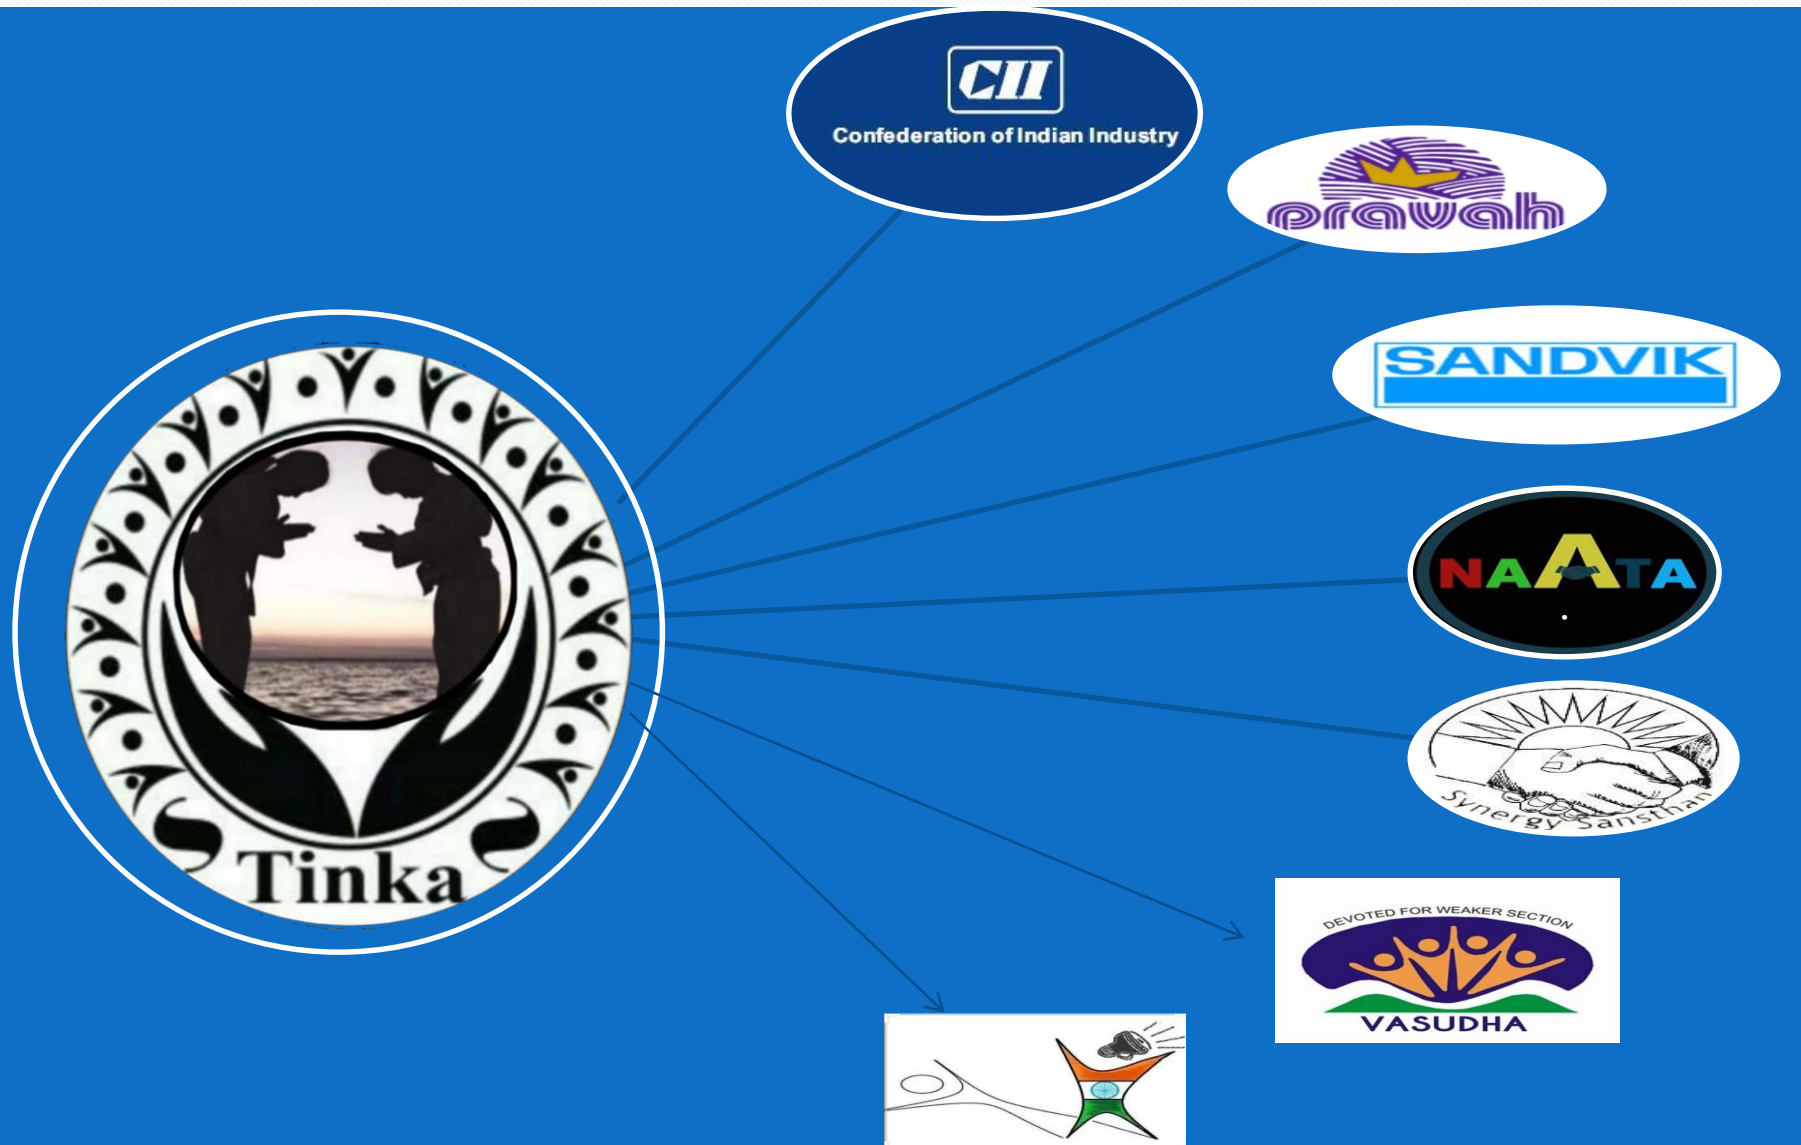 CII
Confederation of Indian Industry
pravah
SANDVIK
NAATA
Synergy Sansthan
Tinka
DEVOTED FOR WEAKER SECTION
VASUDHA